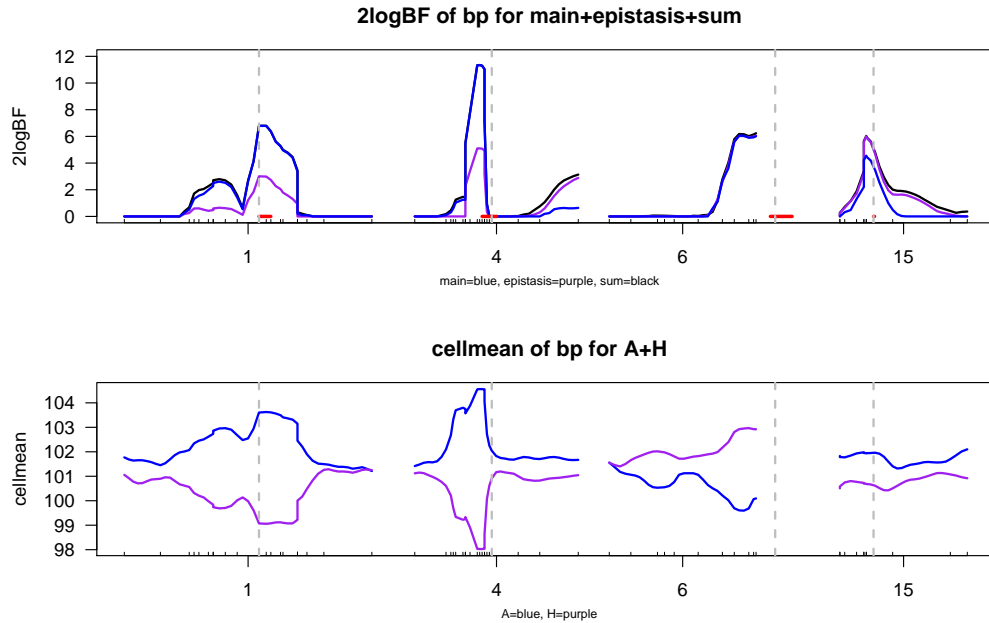 2logBF of bp for main+epistasis+sum
2logBF
12
10
8
6
4
2
0
1 4 6 15
main=blue, epistasis=purple, sum=black
cellmean of bp for A+H
cellmean
104
103
102
101
100
99
98
1 4 6 15
A=blue, H=purple